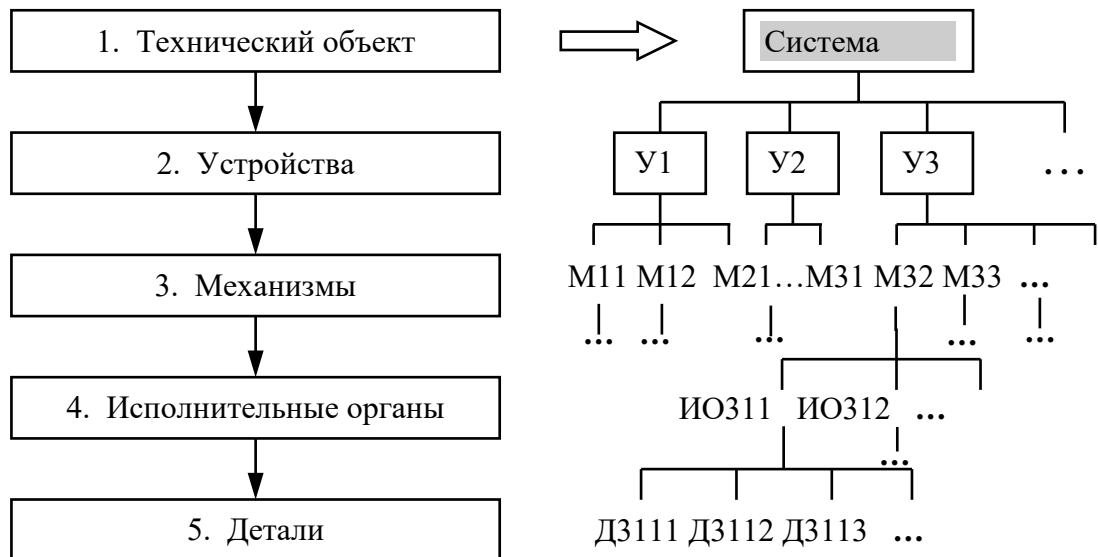 1. Технический объект
Система
2. Устройства
У1 У2 У3 ...
3. Механизмы
М11 М12 М21...М31 М32 М33 ...
... ... ... ... ...
4. Исполнительные органы
ИО311 ИО312 ...
...
5. Детали
Д3111 Д3112 Д3113 ...